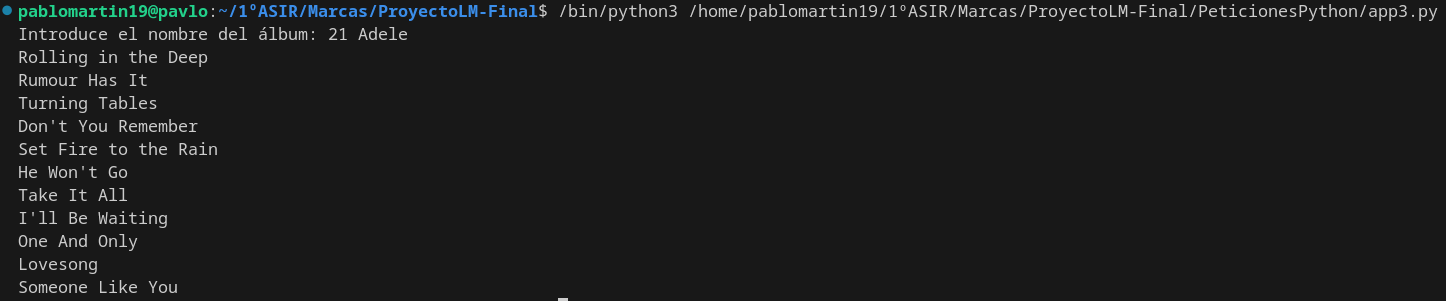 pablomartin19@pavlo:~/1ºASIR/Marcas/ProyectoLM-Final$ /bin/python3 /home/pablomartin19/1ºASIR/Marcas/ProyectoLM-Final/PeticionesPython/app3.py
Introduce el nombre del álbum: 21 Adele
Rolling in the Deep
Rumour Has It
Turning Tables
Don't You Remember
Set Fire to the Rain
He Won't Go
Take It All
I'll Be Waiting
One And Only
Lovesong
Someone Like You